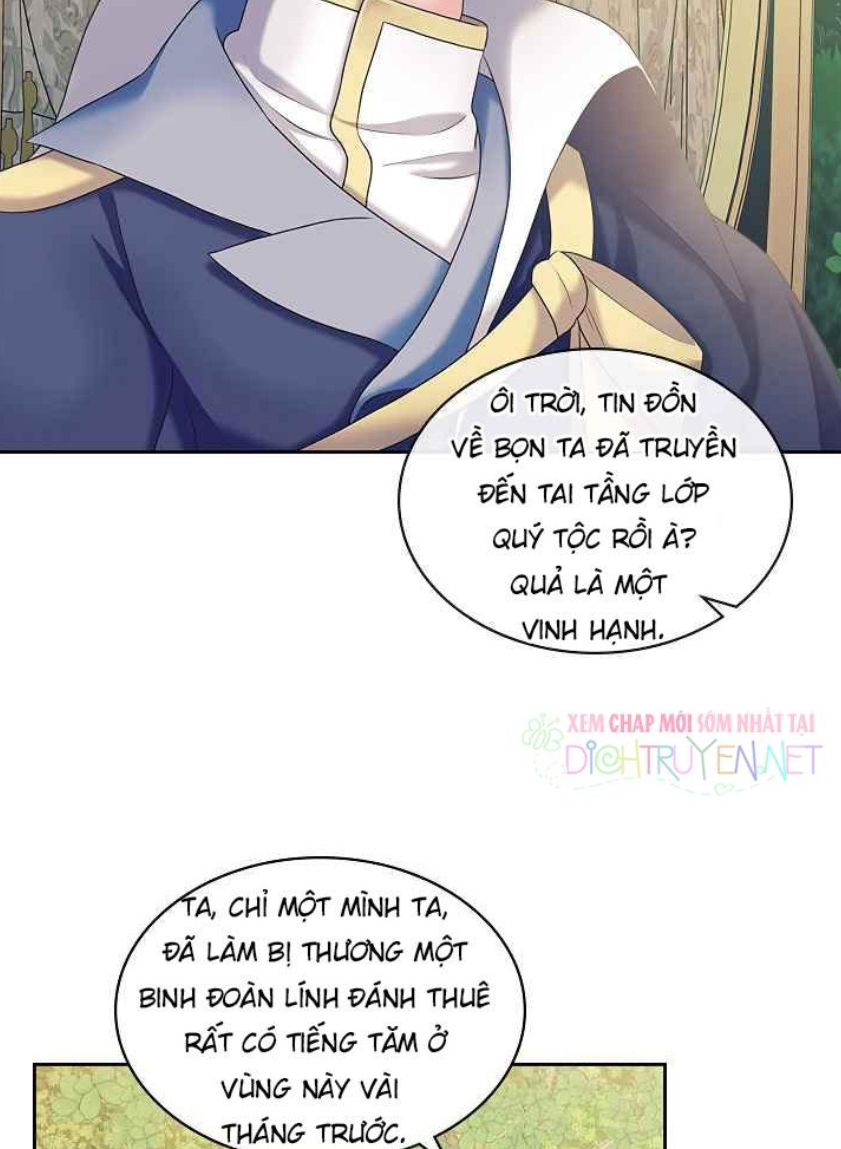 ÔI TRỜI, TIN ĐỒN
VỀ BỌN TA ĐÃ TRUYỀN
ĐẾN TAI TẦNG LỚP
QUÝ TỘC RỒI À?
QUẢ LÀ MỘT
VINH HẠNH.
XEM CHAP MỚI SỚM NHẤT TẠI
DICHTRUYEN.NET
TA, CHỈ MỘT MÌNH TA,
ĐÃ LÀM BỊ THƯƠNG MỘT
BINH ĐOÀN LÍNH ĐÁNH THUÊ
RẤT CÓ TIẾNG TĂM Ở
VÙNG NÀY VÀI
THÁNG TRƯỚC.